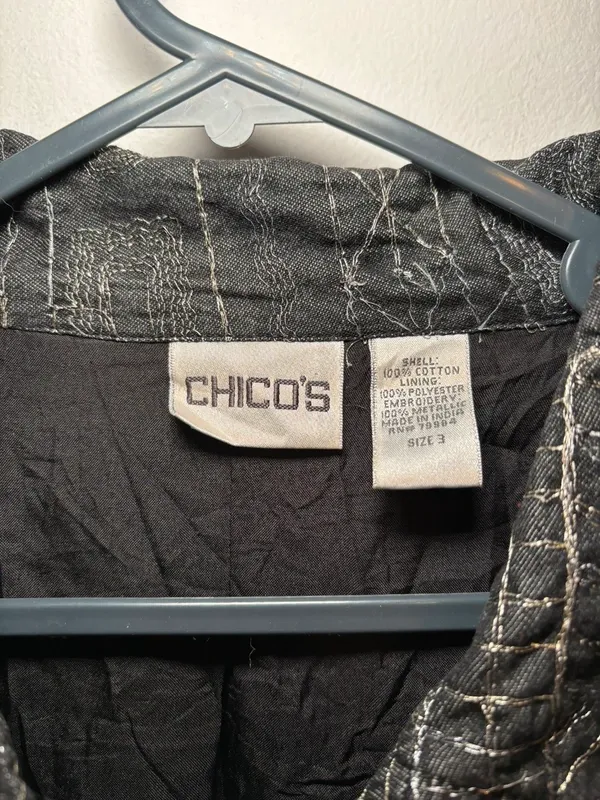 CHICO'S
SHELL:
100% COTTON
LINING:
100% POLYESTER
EMBROIDERY:
100% METALLIC
MADE IN INDIA
RN# 79984
SIZE 3